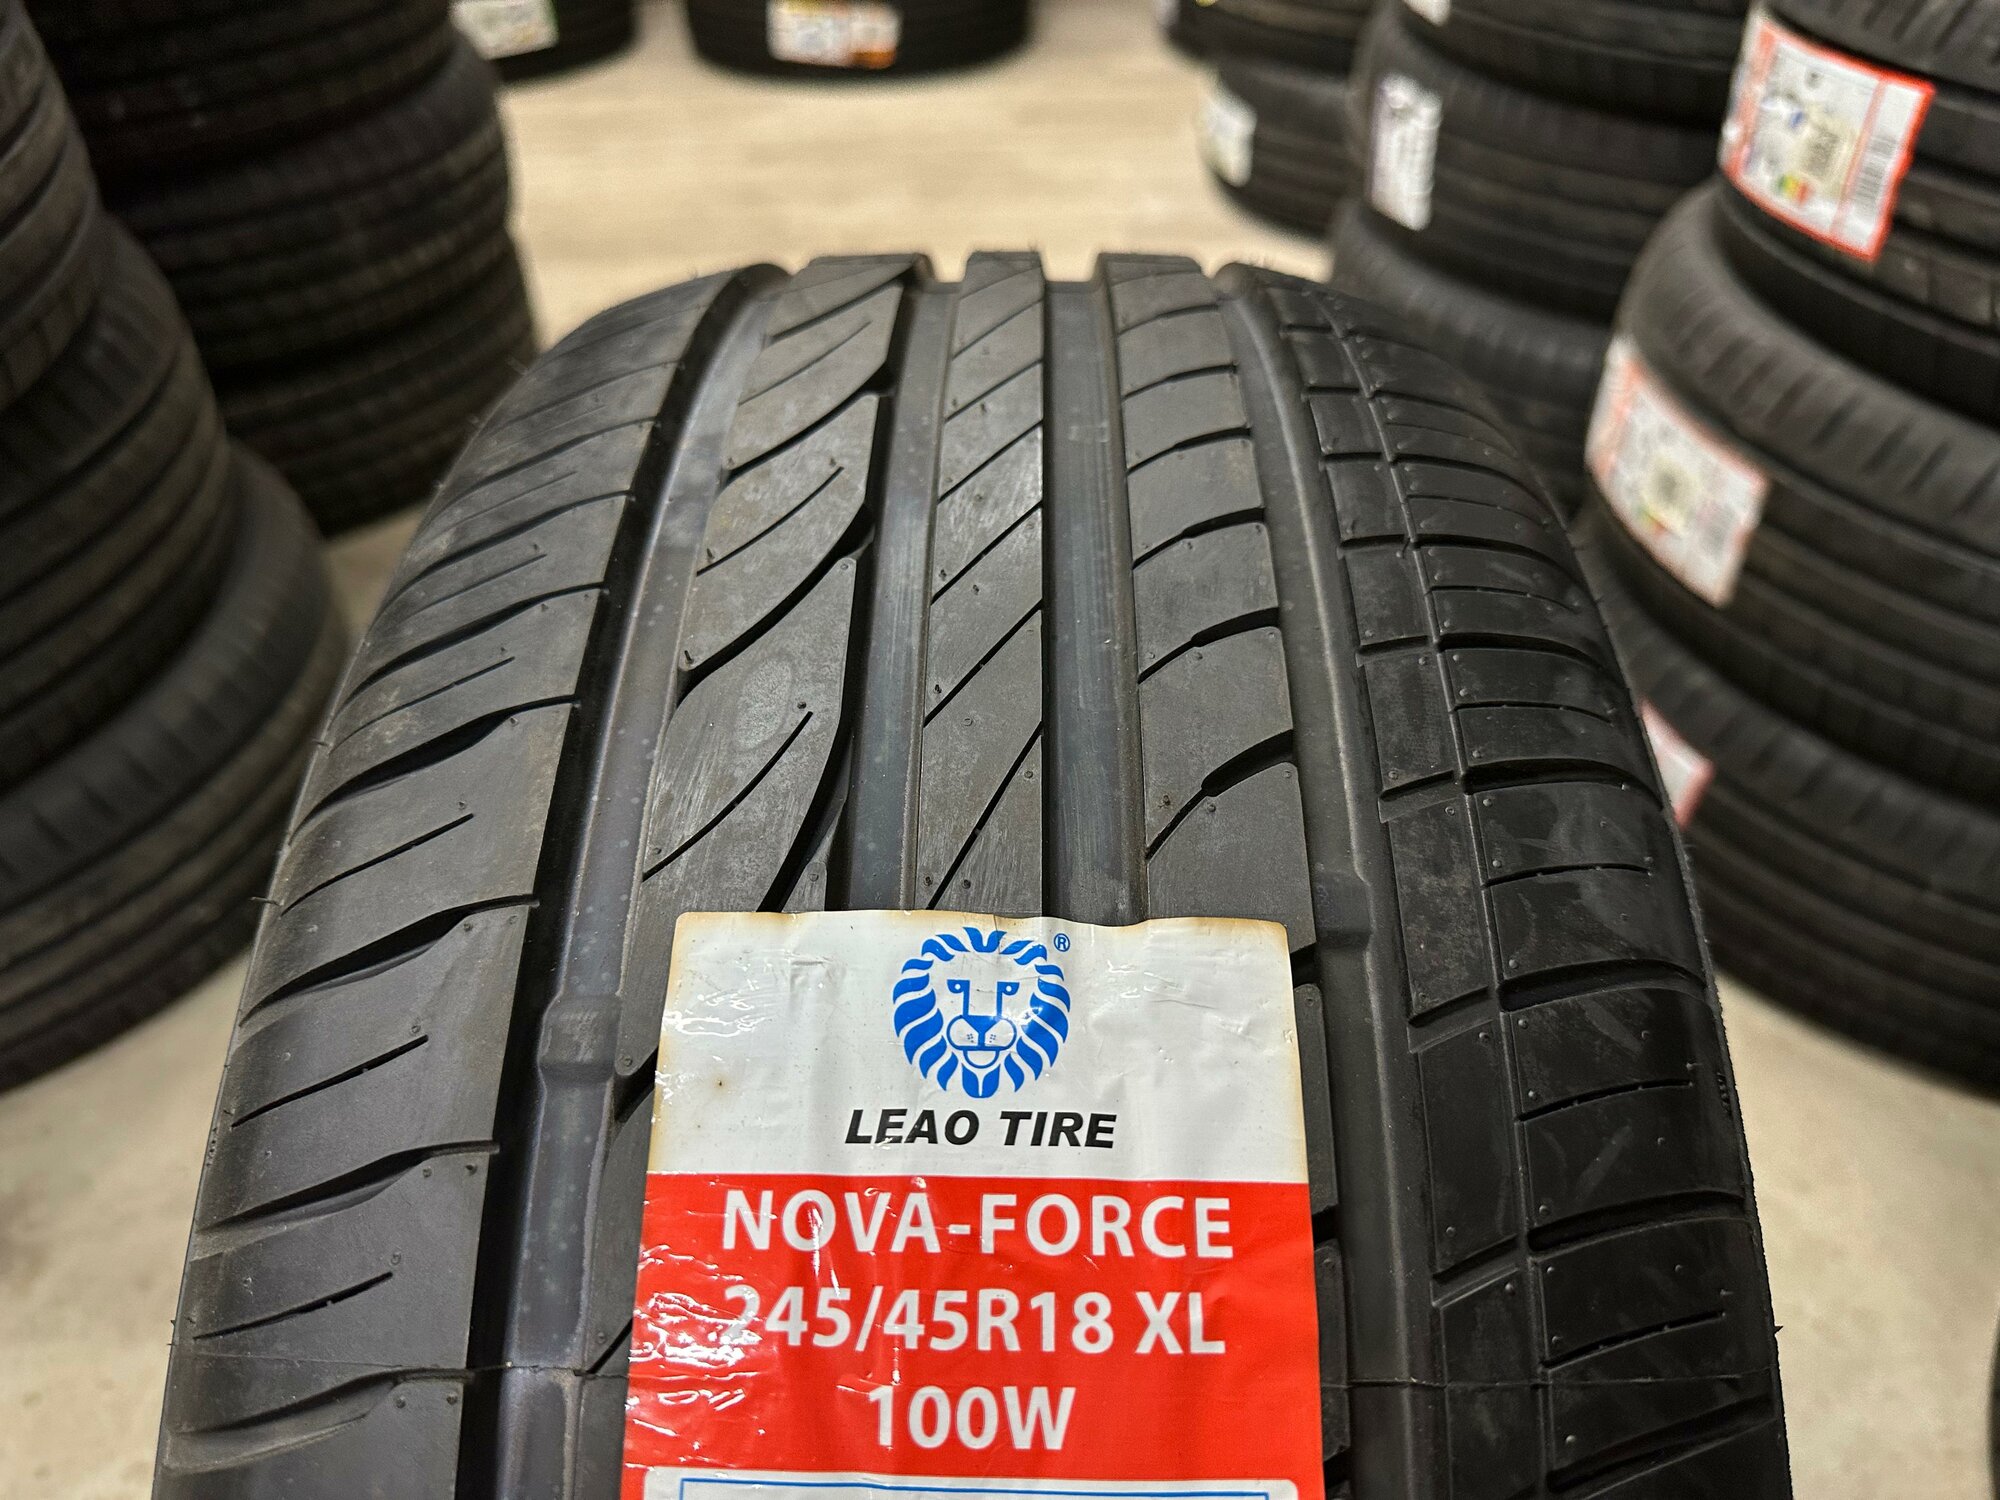 ®
LEAO TIRE
NOVA-FORCE
245/45R18 XL
100W